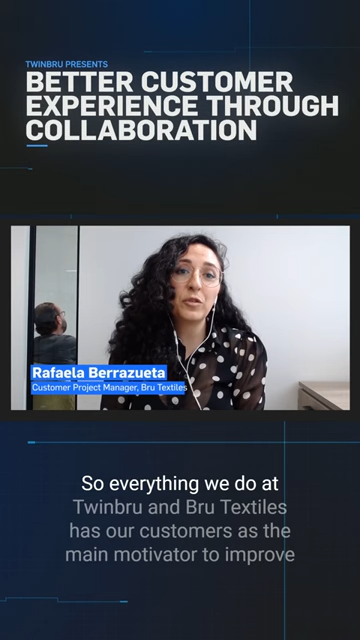 TWINBRU PRESENTS
BETTER CUSTOMER
EXPERIENCE THROUGH
COLLABORATION
Rafaela Berrazueta
Customer Project Manager, Bru Textiles
So everything we do at
Twinbru and Bru Textiles
has our customers as the
main motivator to improve